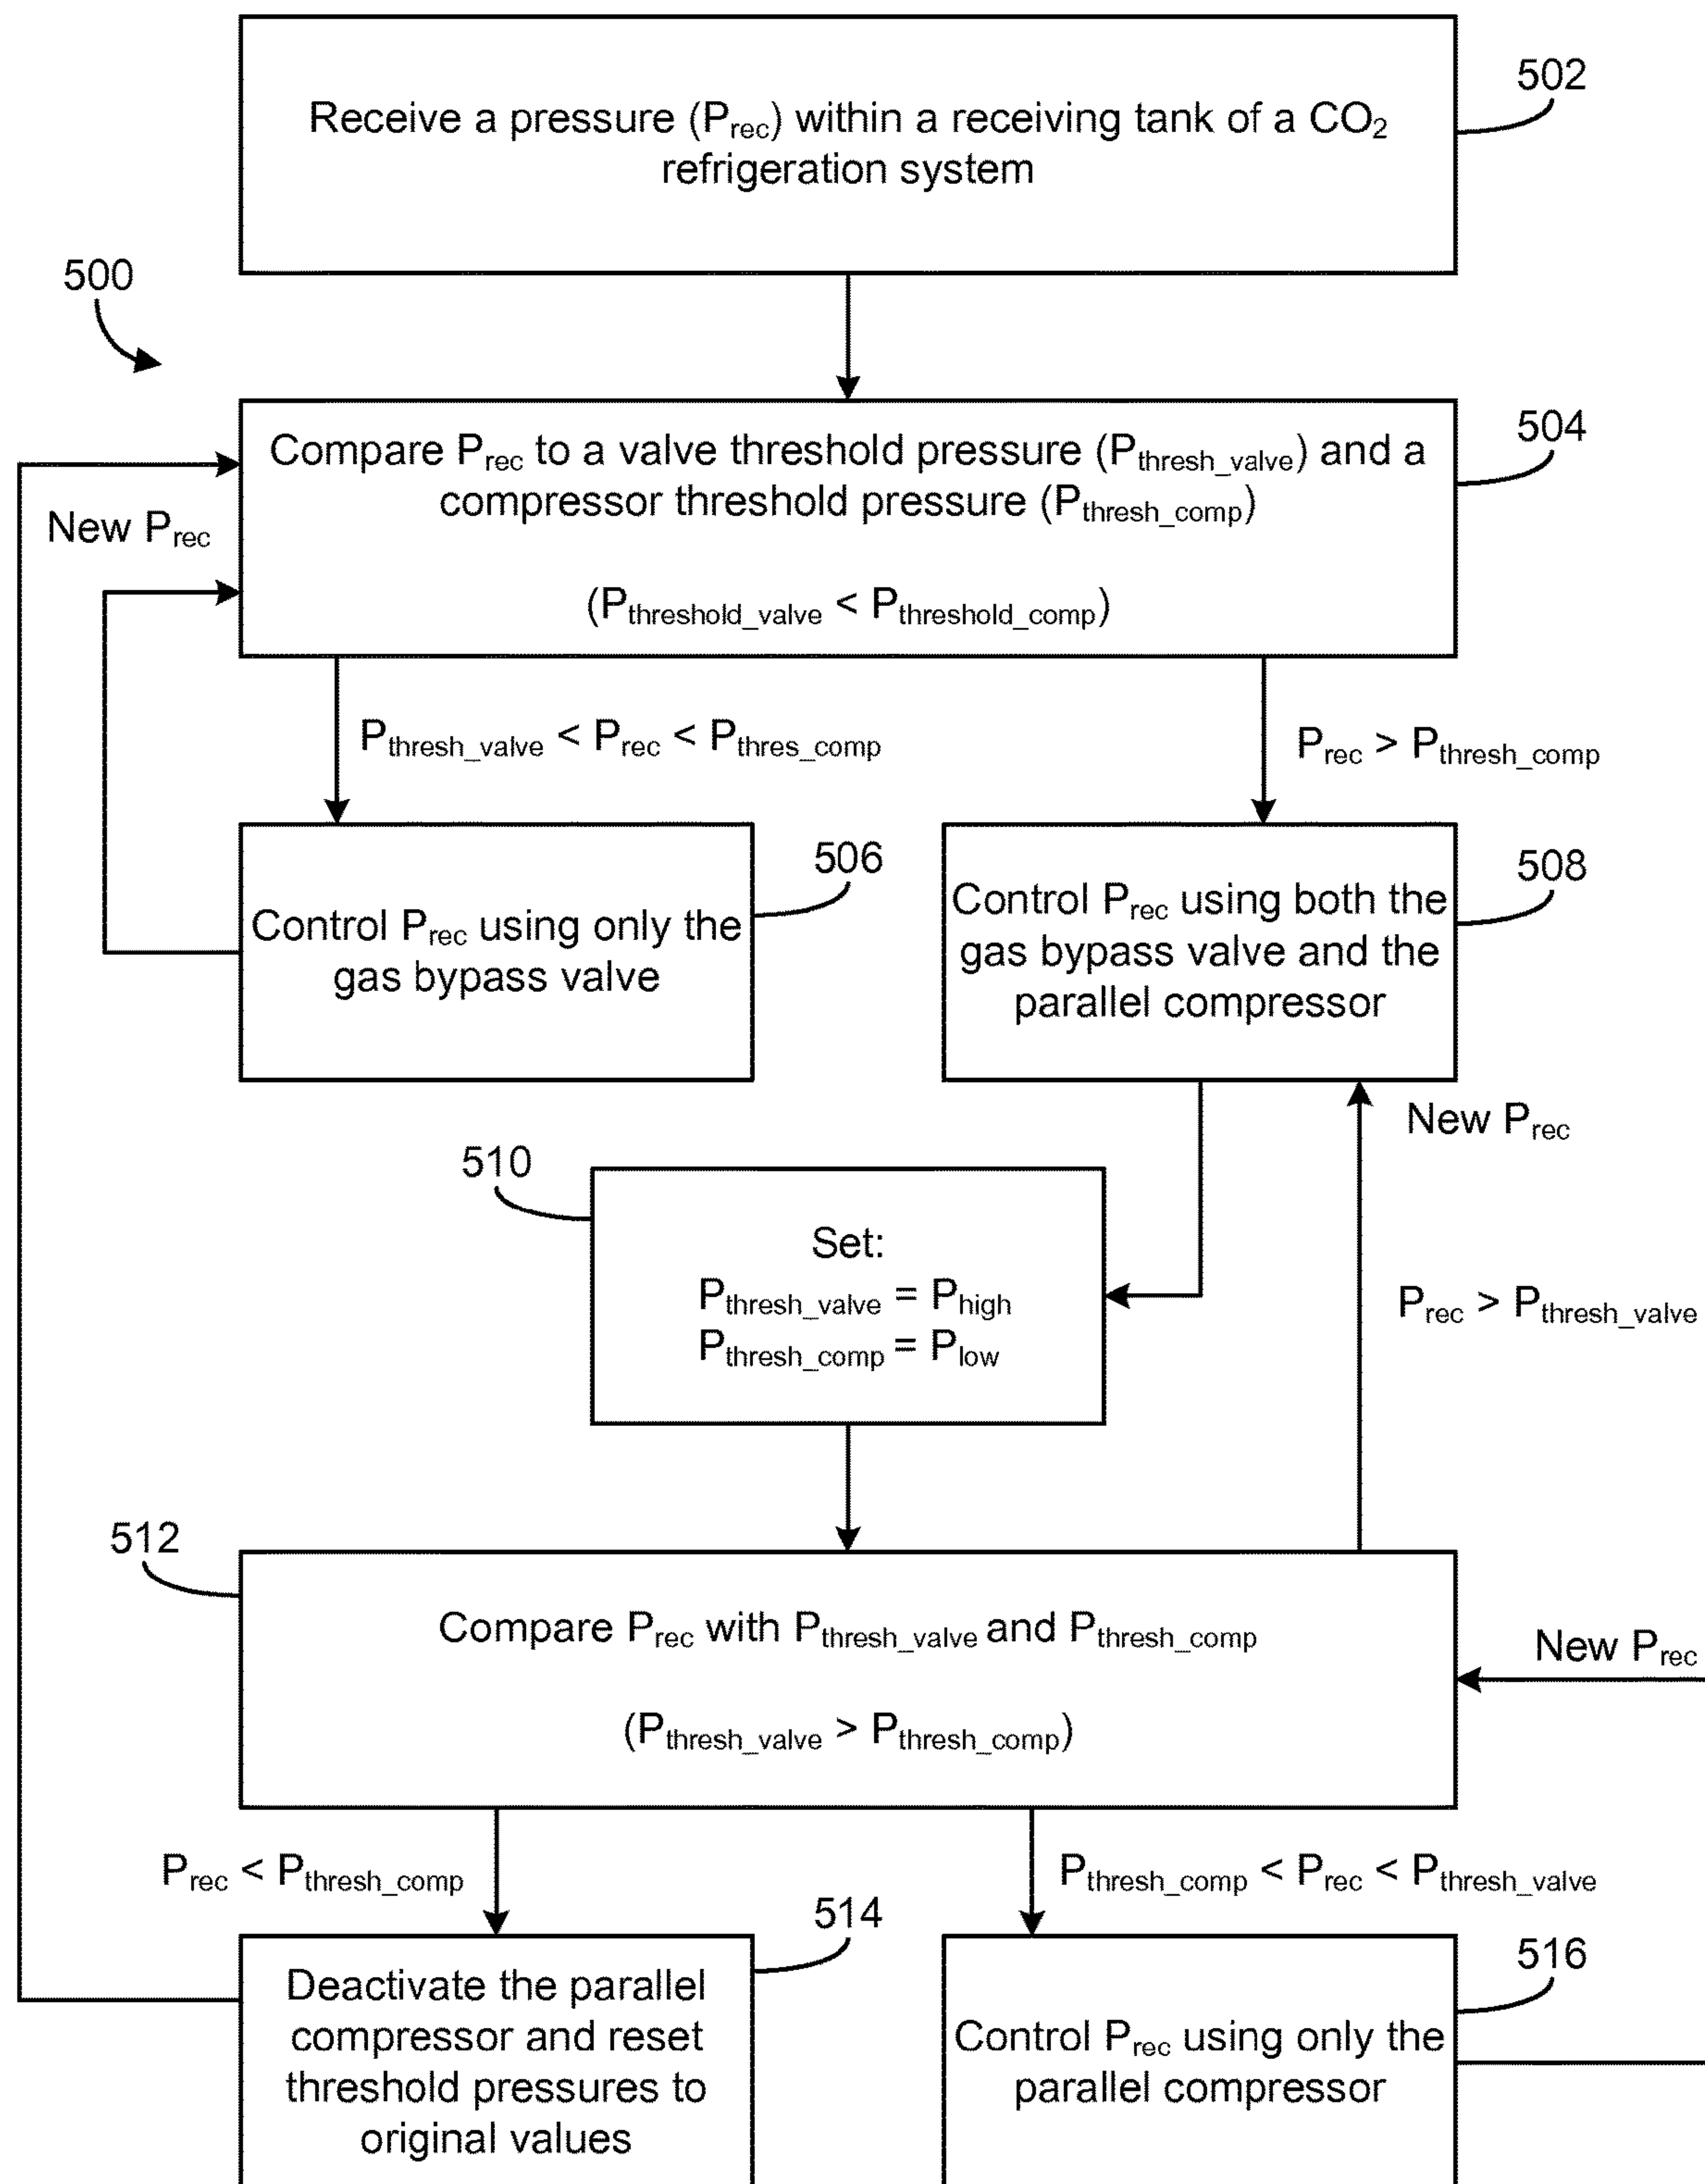 502
Receive a pressure (Prec) within a receiving tank of a CO2
refrigeration system
500
504
Compare Prec to a valve threshold pressure (Pthresh_valve) and a
compressor threshold pressure (Pthresh_comp)
(Pthreshold_valve < Pthreshold_comp)
New Prec
Pthresh_valve < Prec < Pthres_comp
Prec > Pthresh_comp
506
Control Prec using only the
gas bypass valve
508
Control Prec using both the
gas bypass valve and the
parallel compressor
New Prec
510
Set:
Pthresh_valve = Phigh
Pthresh_comp = Plow
Prec > Pthresh_valve
512
Compare Prec with Pthresh_valve and Pthresh_comp
(Pthresh_valve > Pthresh_comp)
New Prec
Prec < Pthresh_comp
Pthresh_comp < Prec < Pthresh_valve
514
Deactivate the parallel
compressor and reset
threshold pressures to
original values
516
Control Prec using only the
parallel compressor